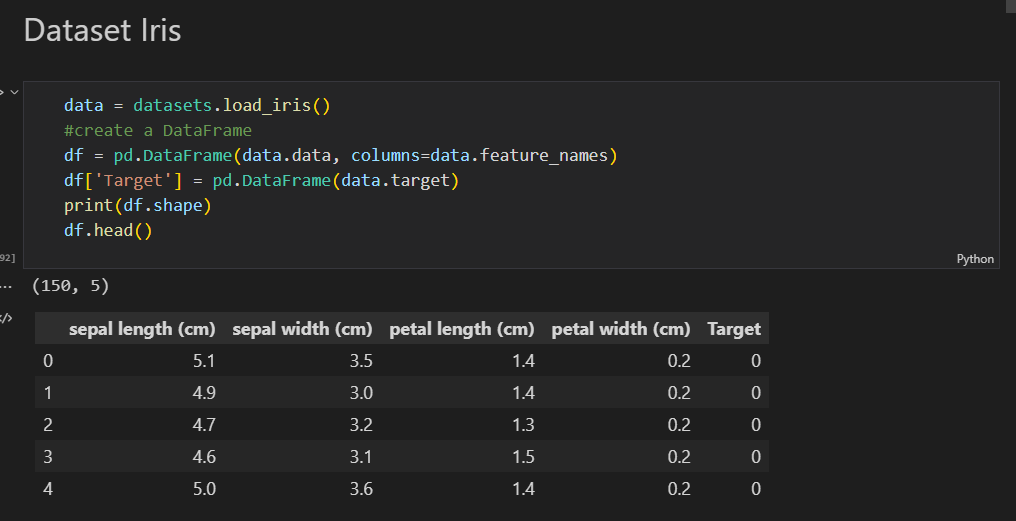 Dataset Iris
data = datasets.load_iris()
#create a DataFrame
df = pd.DataFrame(data.data, columns=data.feature_names)
df['Target'] = pd.DataFrame(data.target)
print(df.shape)
df.head()
92]
Python
... (150, 5)
</>
sepal length (cm) sepal width (cm) petal length (cm) petal width (cm) Target
0 5.1 3.5 1.4 0.2 0
1 4.9 3.0 1.4 0.2 0
2 4.7 3.2 1.3 0.2 0
3 4.6 3.1 1.5 0.2 0
4 5.0 3.6 1.4 0.2 0